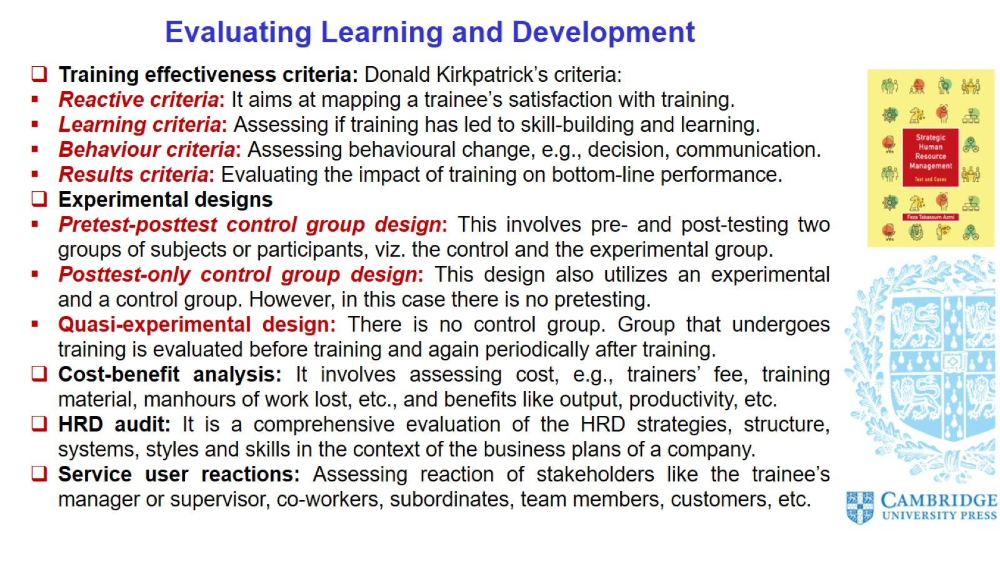 Evaluating Learning and Development
❑ Training effectiveness criteria: Donald Kirkpatrick’s criteria:
▪ Reactive criteria: It aims at mapping a trainee’s satisfaction with training.
▪ Learning criteria: Assessing if training has led to skill-building and learning.
▪ Behaviour criteria: Assessing behavioural change, e.g., decision, communication.
▪ Results criteria: Evaluating the impact of training on bottom-line performance.
❑ Experimental designs
▪ Pretest-posttest control group design: This involves pre- and post-testing two
groups of subjects or participants, viz. the control and the experimental group.
▪ Posttest-only control group design: This design also utilizes an experimental
and a control group. However, in this case there is no pretesting.
▪ Quasi-experimental design: There is no control group. Group that undergoes
training is evaluated before training and again periodically after training.
❑ Cost-benefit analysis: It involves assessing cost, e.g., trainers’ fee, training
material, manhours of work lost, etc., and benefits like output, productivity, etc.
❑ HRD audit: It is a comprehensive evaluation of the HRD strategies, structure,
systems, styles and skills in the context of the business plans of a company.
❑ Service user reactions: Assessing reaction of stakeholders like the trainee’s
manager or supervisor, co-workers, subordinates, team members, customers, etc.
Strategic
Human
Resource
Management
Text and Cases
Feza Tabassum Azmi
CAMBRIDGE
UNIVERSITY PRESS